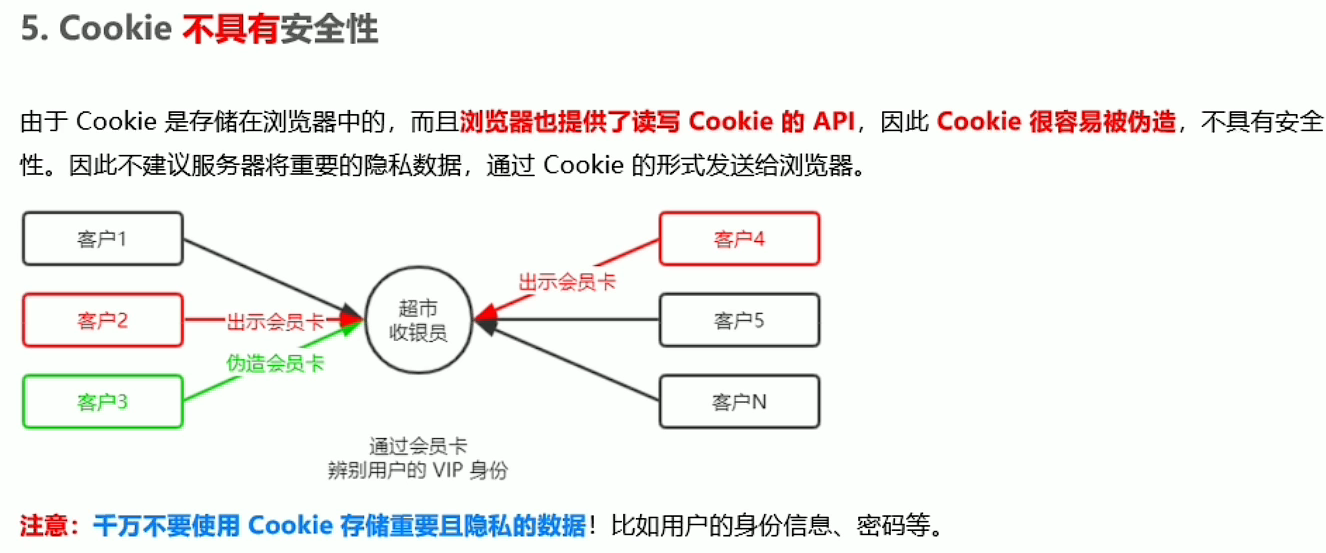 5. Cookie 不具有安全性
由于 Cookie 是存储在浏览器中的，而且浏览器也提供了读写 Cookie 的 API，因此 Cookie 很容易被伪造，不具有安全
性。因此不建议服务器将重要的隐私数据，通过 Cookie 的形式发送给浏览器。
客户1
客户4
出示会员卡
客户2
出示会员卡
超市
收银员
客户5
伪造会员卡
客户3
客户N
通过会员卡
辨别用户的 VIP 身份
注意：千万不要使用 Cookie 存储重要且隐私的数据！比如用户的身份信息、密码等。